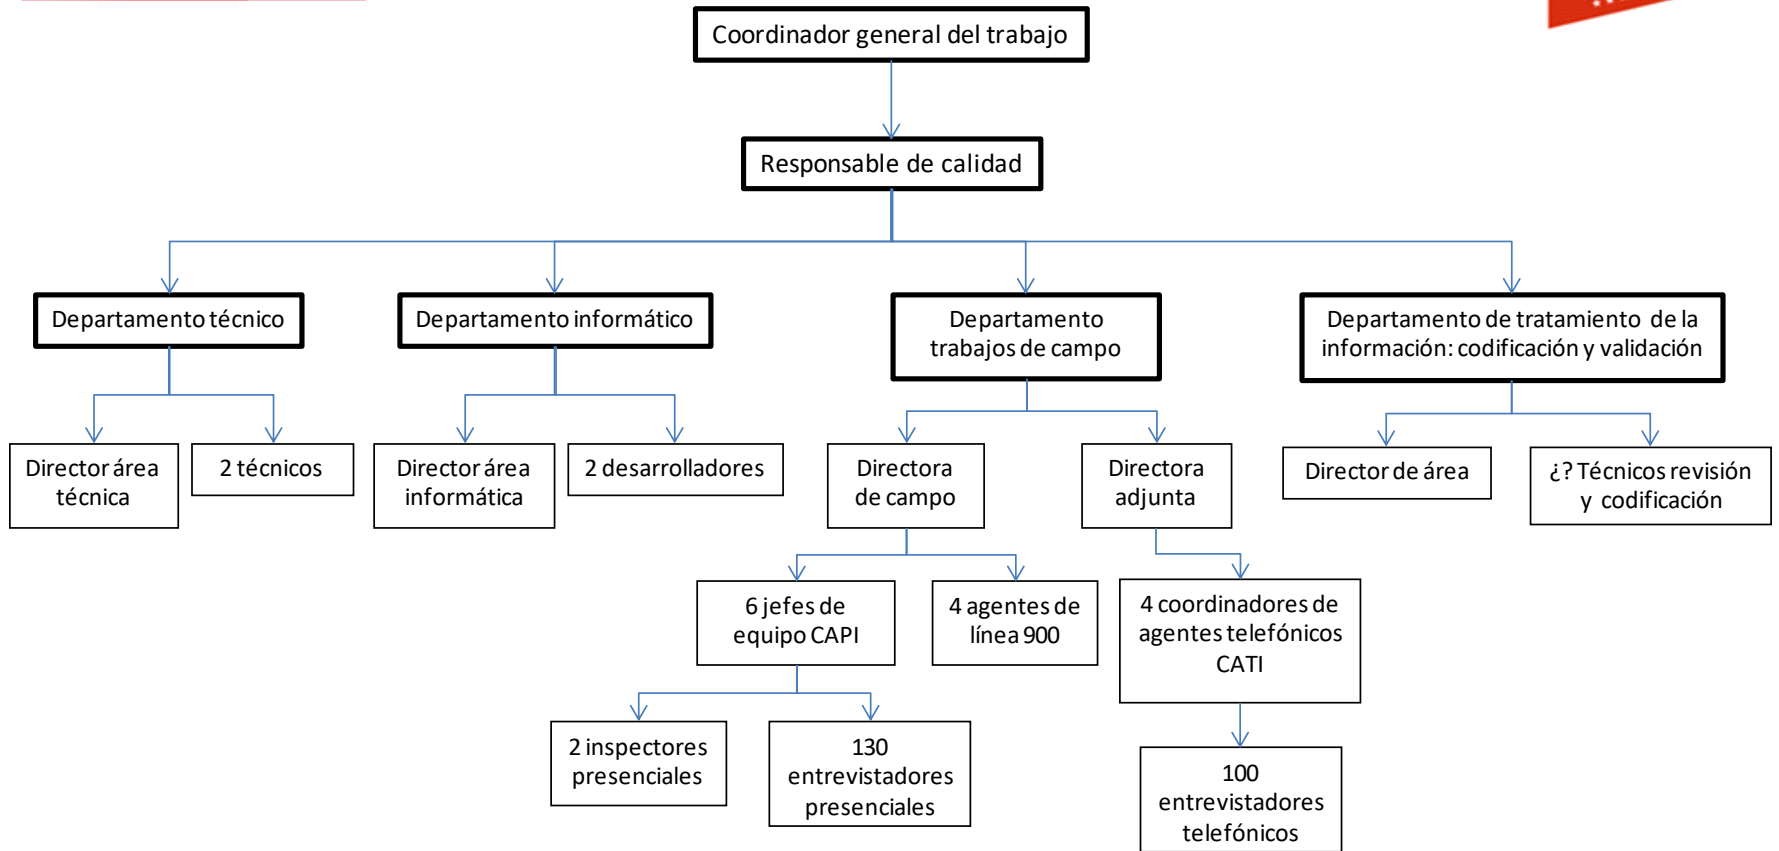 Coordinador general del trabajo
Responsable de calidad
Departamento técnico
Departamento informático
Departamento
trabajos de campo
Departamento de tratamiento de la
información: codificación y validación
Director área
técnica
2 técnicos
Director área
informática
2 desarrolladores
Directora
de campo
Directora
adjunta
Director de área
¿? Técnicos revisión
y codificación
6 jefes de
equipo CAPI
4 agentes de
línea 900
4 coordinadores de
agentes telefónicos
CATI
2 inspectores
presenciales
130
entrevistadores
presenciales
100
entrevistadores
telefónicos